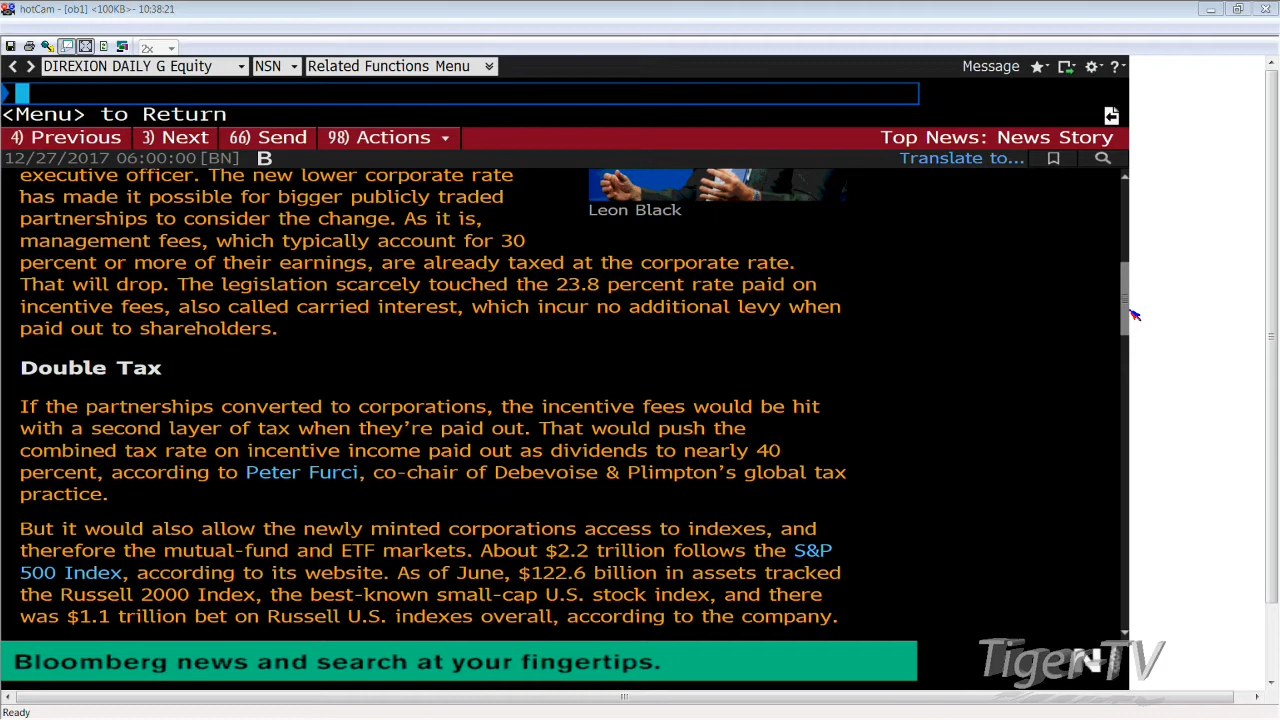 hotCam - [ob1] <100KB> - 10:38:21
2x
DIREXION DAILY G Equity NSN Related Functions Menu Message ?
<Menu> to Return
4) Previous 3) Next 66) Send 98) Actions Top News: News Story
12/27/2017 06:00:00 [BN] B Translate to...
executive officer. The new lower corporate rate
has made it possible for bigger publicly traded
partnerships to consider the change. As it is,
management fees, which typically account for 30
Leon Black
percent or more of their earnings, are already taxed at the corporate rate.
That will drop. The legislation scarcely touched the 23.8 percent rate paid on
incentive fees, also called carried interest, which incur no additional levy when
paid out to shareholders.
Double Tax
If the partnerships converted to corporations, the incentive fees would be hit
with a second layer of tax when they're paid out. That would push the
combined tax rate on incentive income paid out as dividends to nearly 40
percent, according to Peter Furci, co-chair of Debevoise & Plimpton's global tax
practice.
But it would also allow the newly minted corporations access to indexes, and
therefore the mutual-fund and ETF markets. About $2.2 trillion follows the S&P
500 Index, according to its website. As of June, $122.6 billion in assets tracked
the Russell 2000 Index, the best-known small-cap U.S. stock index, and there
was $1.1 trillion bet on Russell U.S. indexes overall, according to the company.
Bloomberg news and search at your fingertips.
TigerTV
Ready